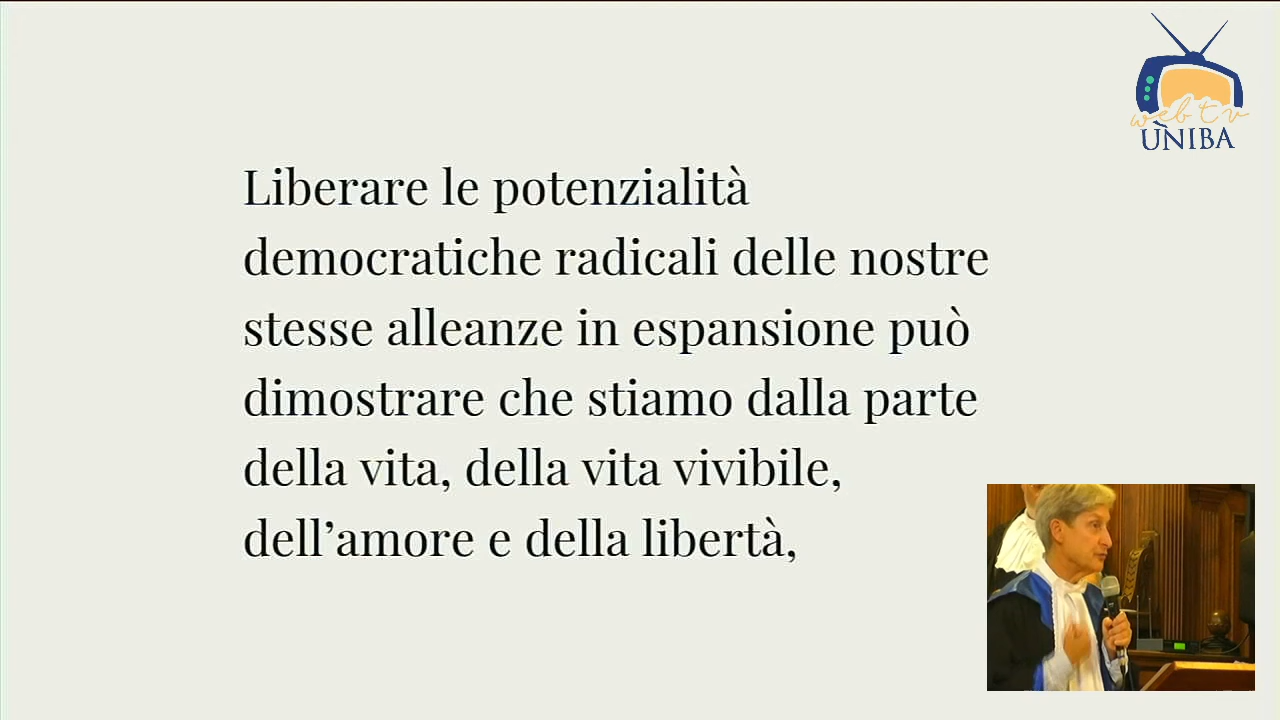 web tv
UNIBA
Liberare le potenzialità
democratiche radicali delle nostre
stesse alleanze in espansione può
dimostrare che stiamo dalla parte
della vita, della vita vivibile,
dell’amore e della libertà,